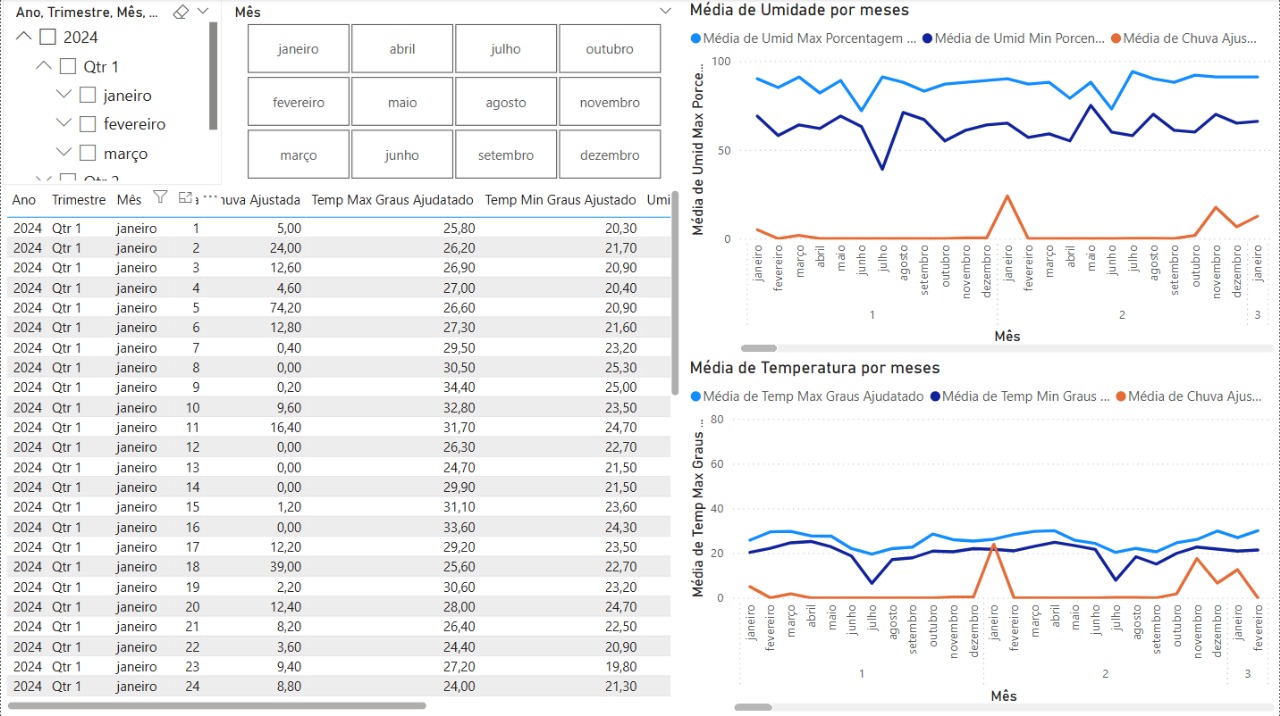 Ano, Trimestre, Mês, ...
2024
Qtr 1
janeiro
fevereiro
março
Mês
janeiro abril julho outubro
fevereiro maio agosto novembro
março junho setembro dezembro
Ano Trimestre Mês huva Ajustada Temp Max Graus Ajudatado Temp Min Graus Ajustado Umi
2024 Qtr 1 janeiro 1 5,00 25,80 20,30
2024 Qtr 1 janeiro 2 24,00 26,20 21,70
2024 Qtr 1 janeiro 3 12,60 26,90 20,90
2024 Qtr 1 janeiro 4 4,60 27,00 20,40
2024 Qtr 1 janeiro 5 74,20 26,60 20,90
2024 Qtr 1 janeiro 6 12,80 27,30 21,60
2024 Qtr 1 janeiro 7 0,40 29,50 23,20
2024 Qtr 1 janeiro 8 0,00 30,50 25,30
2024 Qtr 1 janeiro 9 0,20 34,40 25,00
2024 Qtr 1 janeiro 10 9,60 32,80 23,50
2024 Qtr 1 janeiro 11 16,40 31,70 24,70
2024 Qtr 1 janeiro 12 0,00 26,30 22,70
2024 Qtr 1 janeiro 13 0,00 24,70 21,50
2024 Qtr 1 janeiro 14 0,00 29,90 21,50
2024 Qtr 1 janeiro 15 1,20 31,10 23,60
2024 Qtr 1 janeiro 16 0,00 33,60 24,30
2024 Qtr 1 janeiro 17 12,20 29,20 23,50
2024 Qtr 1 janeiro 18 39,00 25,60 22,70
2024 Qtr 1 janeiro 19 2,20 30,60 23,20
2024 Qtr 1 janeiro 20 2,40 28,00 24,70
2024 Qtr 1 janeiro 21 8,20 26,40 22,50
2024 Qtr 1 janeiro 22 3,60 24,40 20,90
2024 Qtr 1 janeiro 23 9,40 27,20 19,80
2024 Qtr 1 janeiro 24 8,80 24,00 21,30
Média de Umidade por meses
Média de Umid Max Porcentagem ... Média de Umid Min Porcen... Média de Chuva Ajus...
Média de Umid Max Porce...
100
50
0
janeiro fevereiro março abril maio junho julho agosto setembro outubro novembro dezembro janeiro fevereiro março abril maio junho julho agosto setembro outubro novembro dezembro janeiro
1 2 3
Mês
Média de Temperatura por meses
Média de Temp Max Graus Ajudatado Média de Temp Min Graus ... Média de Chuva Ajus...
Média de Temp Max Graus ...
80
60
40
20
0
janeiro fevereiro março abril maio junho julho agosto setembro outubro novembro dezembro janeiro fevereiro março abril maio junho julho agosto setembro outubro novembro dezembro janeiro fevereiro
1 2 3
Mês